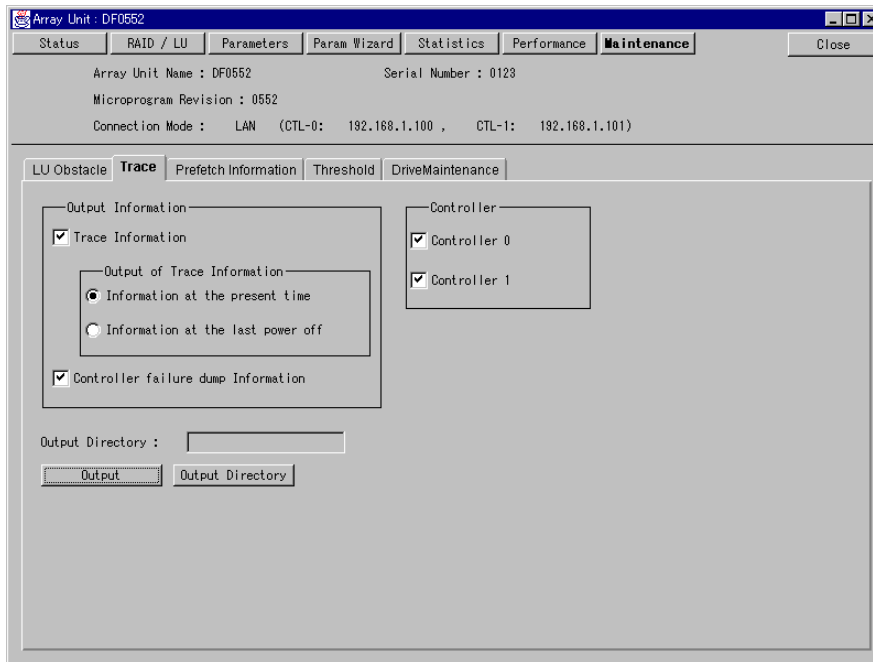 Array Unit : DF0552
Status RAID / LU Parameters Param Wizard Statistics Performance Maintenance Close
Array Unit Name : DF0552 Serial Number : 0123
Microprogram Revision : 0552
Connection Mode : LAN (CTL-0: 192.168.1.100 , CTL-1: 192.168.1.101)
LU Obstacle Trace Prefetch Information Threshold DriveMaintenance
Output Information
Trace Information
Output of Trace Information
Information at the present time
Information at the last power off
Controller failure dump Information
Controller
Controller 0
Controller 1
Output Directory :
Output Output Directory